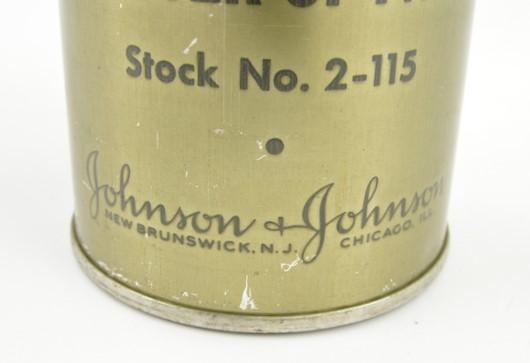 Stock No. 2-115
Johnson & Johnson
NEW BRUNSWICK, N. J. CHICAGO, ILL